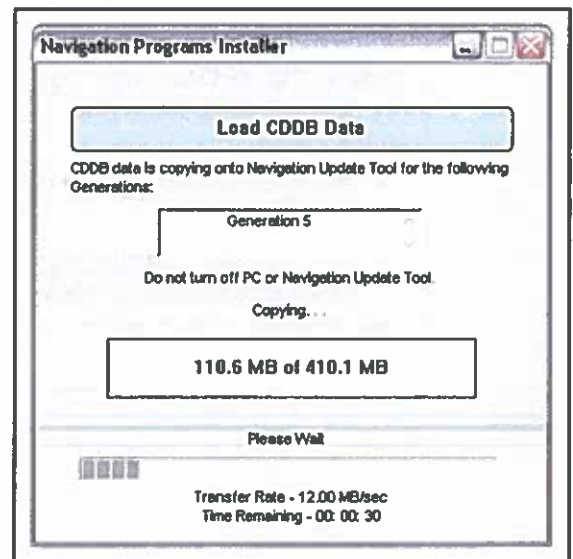 Navigation Programs Installer
Load CDDB Data
CDDB data is copying onto Navigation Update Tool for the following
Generations:
Generation 5
Do not turn off PC or Navigation Update Tool.
Copying...
110.6 MB of 410.1 MB
Please Wait
Transfer Rate - 12.00 MB/sec
Time Remaining - 00: 00: 30